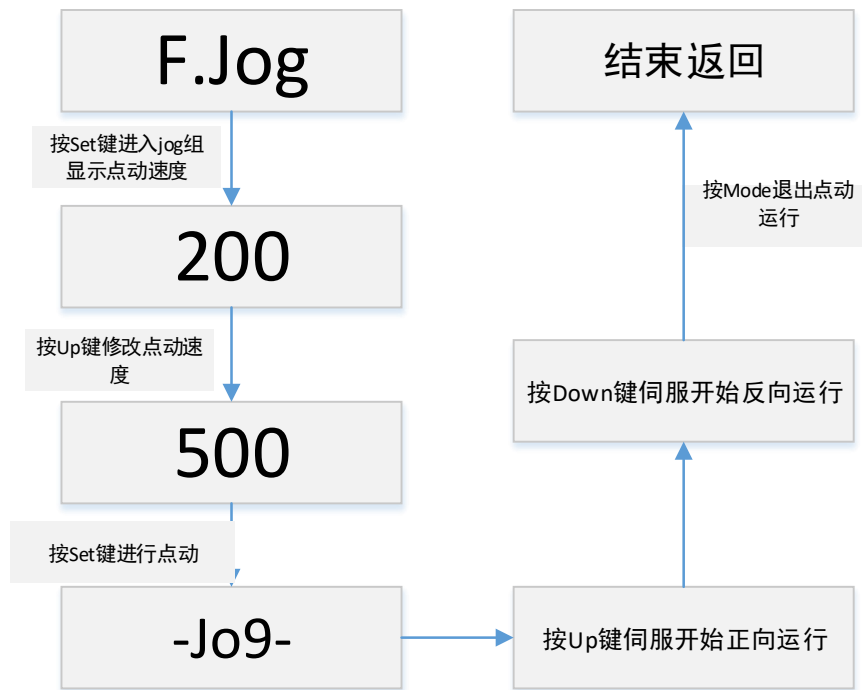 F.Jog
按Set键进入jog组
显示点动速度
200
按Up键修改点动速
度
500
按Set键进行点动
-Jo9-
按Up键伺服开始正向运行
按Down键伺服开始反向运行
按Mode退出点动
运行
结束返回